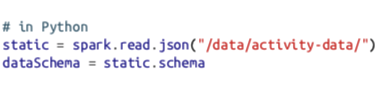 # in Python
static = spark.read.json("/data/activity-data/")
dataSchema = static.schema